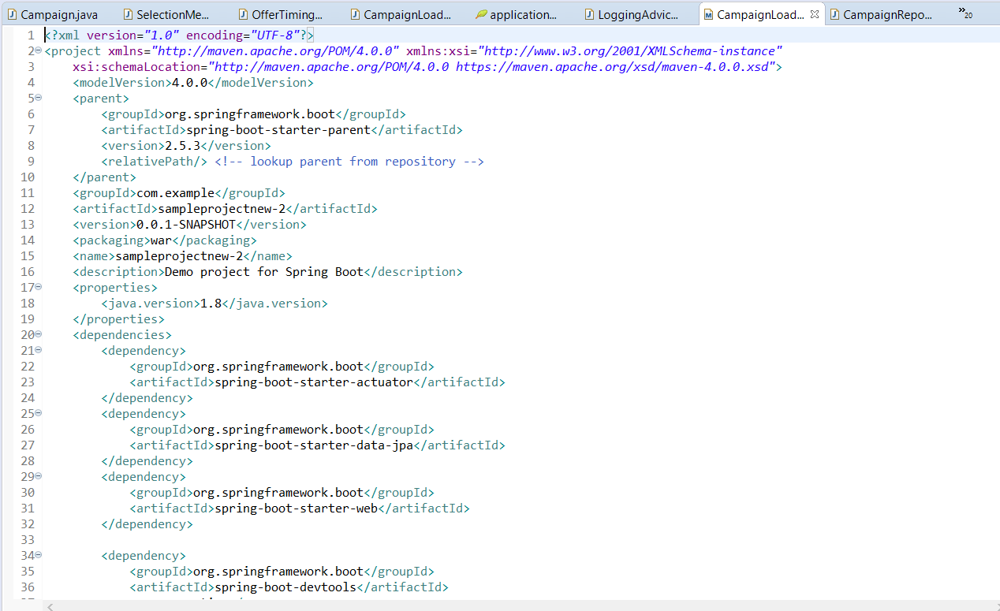 Campaign.java SelectionMe... OfferTiming... CampaignLoad... application... LoggingAdvic... CampaignLoad... CampaignRepo... »20
1 <?xml version="1.0" encoding="UTF-8"?>
2 <project xmlns="http://maven.apache.org/POM/4.0.0" xmlns:xsi="http://www.w3.org/2001/XMLSchema-instance"
3 xsi:schemaLocation="http://maven.apache.org/POM/4.0.0 https://maven.apache.org/xsd/maven-4.0.0.xsd">
4 <modelVersion>4.0.0</modelVersion>
5 <parent>
6 <groupId>org.springframework.boot</groupId>
7 <artifactId>spring-boot-starter-parent</artifactId>
8 <version>2.5.3</version>
9 <relativePath/> <!-- lookup parent from repository -->
10 </parent>
11 <groupId>com.example</groupId>
12 <artifactId>sampleprojectnew-2</artifactId>
13 <version>0.0.1-SNAPSHOT</version>
14 <packaging>war</packaging>
15 <name>sampleprojectnew-2</name>
16 <description>Demo project for Spring Boot</description>
17 <properties>
18 <java.version>1.8</java.version>
19 </properties>
20 <dependencies>
21 <dependency>
22 <groupId>org.springframework.boot</groupId>
23 <artifactId>spring-boot-starter-actuator</artifactId>
24 </dependency>
25 <dependency>
26 <groupId>org.springframework.boot</groupId>
27 <artifactId>spring-boot-starter-data-jpa</artifactId>
28 </dependency>
29 <dependency>
30 <groupId>org.springframework.boot</groupId>
31 <artifactId>spring-boot-starter-web</artifactId>
32 </dependency>
33
34 <dependency>
35 <groupId>org.springframework.boot</groupId>
36 <artifactId>spring-boot-devtools</artifactId>